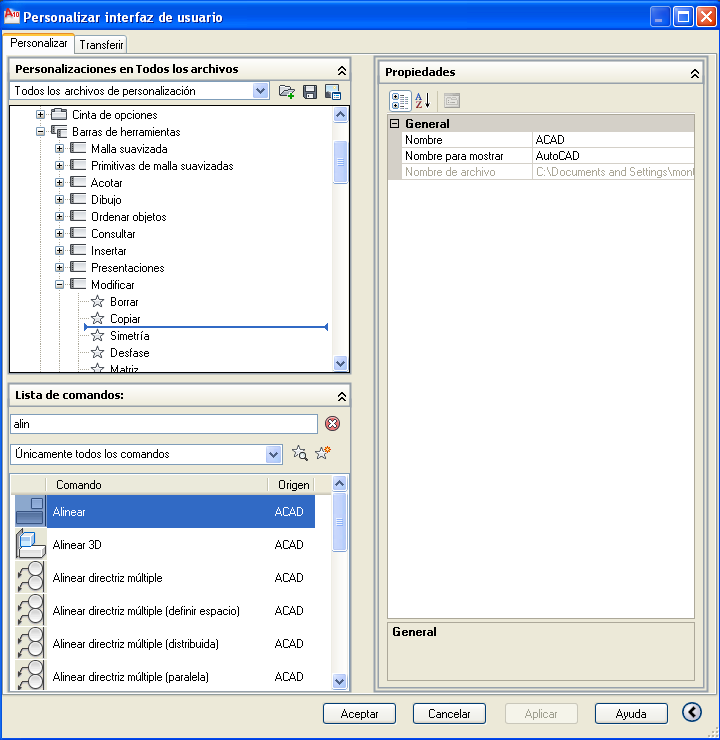 Personalizar interfaz de usuario
Personalizar Transferir
Personalizaciones en Todos los archivos
Todos los archivos de personalización
Cinta de opciones
Barras de herramientas
Malla suavizada
Primitivas de malla suavizadas
Acotar
Dibujo
Ordenar objetos
Consultar
Insertar
Presentaciones
Modificar
Borrar
Copiar
Simetría
Desfase
Matriz
Lista de comandos:
alin
Únicamente todos los comandos
Comando Origen
Alinear ACAD
Alinear 3D ACAD
Alinear directriz múltiple ACAD
Alinear directriz múltiple (definir espacio) ACAD
Alinear directriz múltiple (distribuida) ACAD
Alinear directriz múltiple (paralela) ACAD
Propiedades
General
Nombre ACAD
Nombre para mostrar AutoCAD
Nombre de archivo C:\Documents and Settings\mont
General
Aceptar Cancelar Aplicar Ayuda